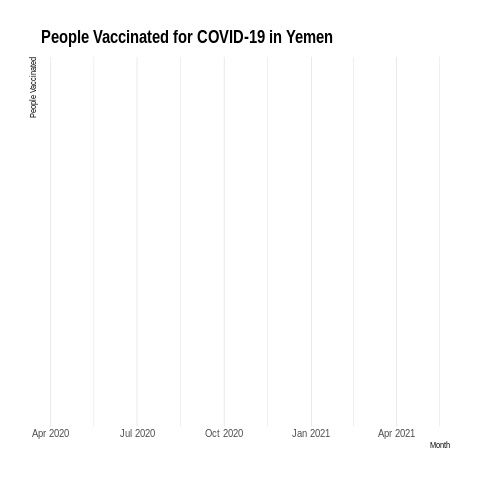 People Vaccinated for COVID-19 in Yemen
People Vaccinated
Apr 2020 Jul 2020 Oct 2020 Jan 2021 Apr 2021
Month